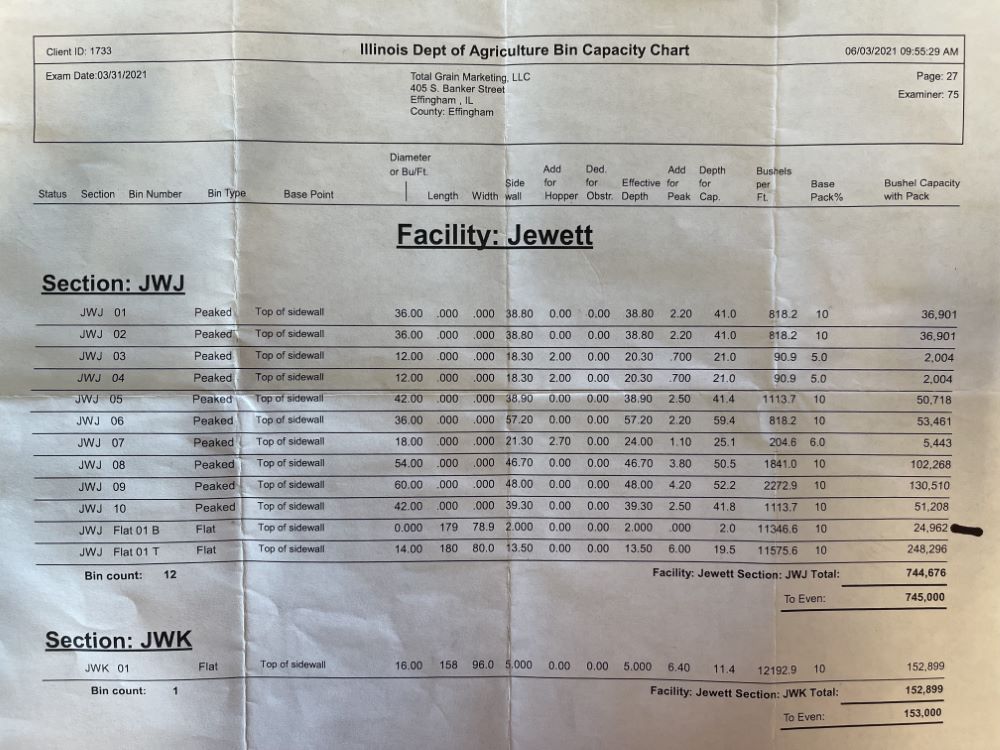 Client ID: 1733 Illinois Dept of Agriculture Bin Capacity Chart 06/03/2021 09:55:29 AM
Exam Date:03/31/2021 Total Grain Marketing, LLC Page: 27
405 S. Banker Street Examiner: 75
Effingham , IL
County: Effingham
Status Section Bin Number Bin Type Base Point Diameter or Bu/Ft. Length Width Side wall Add for Hopper Ded. for Obstr. Effective Depth Add for Peak Depth for Cap. Bushels per Ft. Base Pack% Bushel Capacity with Pack
Facility: Jewett
Section: JWJ
JWJ 01 Peaked Top of sidewall 36.00 .000 .000 38.80 0.00 0.00 38.80 2.20 41.0 818.2 10 36,901
JWJ 02 Peaked Top of sidewall 36.00 .000 .000 38.80 0.00 0.00 38.80 2.20 41.0 818.2 10 36,901
JWJ 03 Peaked Top of sidewall 12.00 .000 .000 18.30 2.00 0.00 20.30 .700 21.0 90.9 5.0 2,004
JWJ 04 Peaked Top of sidewall 12.00 .000 .000 18.30 2.00 0.00 20.30 .700 21.0 90.9 5.0 2,004
JWJ 05 Peaked Top of sidewall 42.00 .000 .000 38.90 0.00 0.00 38.90 2.50 41.4 1113.7 10 50,718
JWJ 06 Peaked Top of sidewall 36.00 .000 .000 57.20 0.00 0.00 57.20 2.20 59.4 818.2 10 53,461
JWJ 07 Peaked Top of sidewall 18.00 .000 .000 21.30 2.70 0.00 24.00 1.10 25.1 204.6 6.0 5,443
JWJ 08 Peaked Top of sidewall 54.00 .000 .000 46.70 0.00 0.00 46.70 3.80 50.5 1841.0 10 102,268
JWJ 09 Peaked Top of sidewall 60.00 .000 .000 48.00 0.00 0.00 48.00 4.20 52.2 2272.9 10 130,510
JWJ 10 Peaked Top of sidewall 42.00 .000 .000 39.30 0.00 0.00 39.30 2.50 41.8 1113.7 10 51,208
JWJ Flat 01 B Flat Top of sidewall 0.000 179 78.9 2.000 0.00 0.00 2.000 .000 2.0 11346.6 10 24,962
JWJ Flat 01 T Flat Top of sidewall 14.00 180 80.0 13.50 0.00 0.00 13.50 6.00 19.5 11575.6 10 248,296
Bin count: 12 Facility: Jewett Section: JWJ Total: 744,676
To Even: 745,000
Section: JWK
JWK 01 Flat Top of sidewall 16.00 158 96.0 5.000 0.00 0.00 5.000 6.40 11.4 12192.9 10 152,899
Bin count: 1 Facility: Jewett Section: JWK Total: 152,899
To Even: 153,000